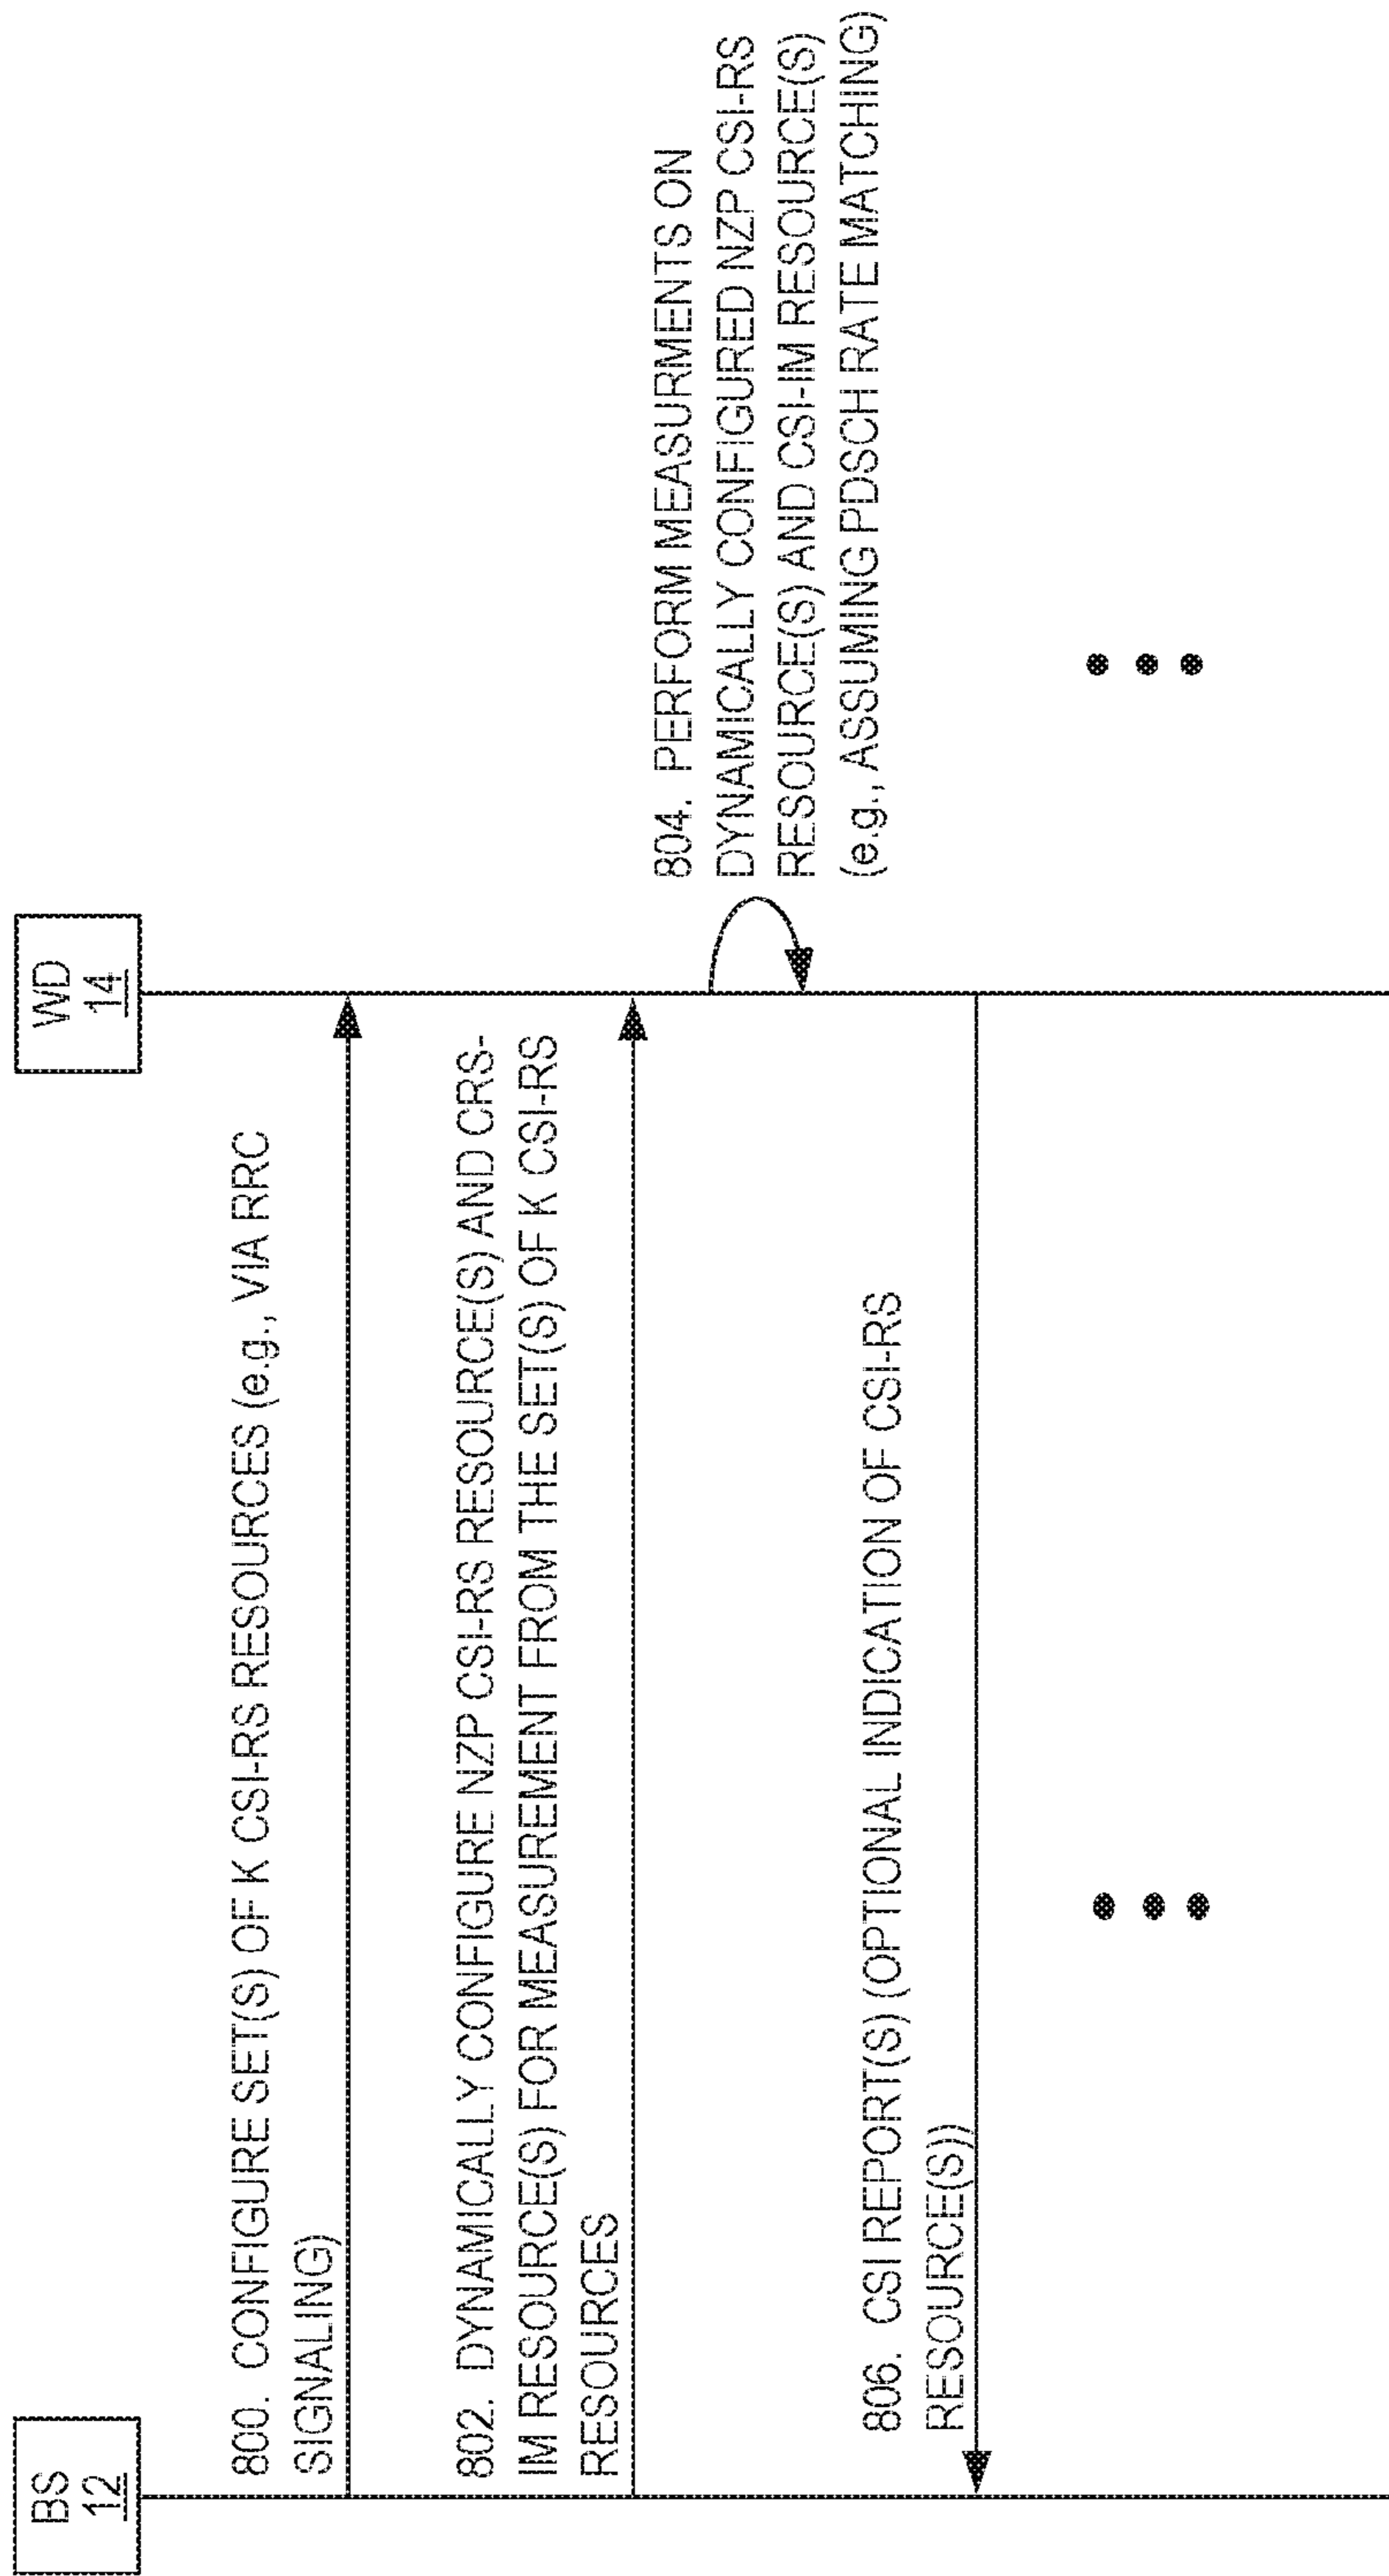 BS
12
WD
14
800. CONFIGURE SET(S) OF K CSI-RS RESOURCES (e.g., VIA RRC
SIGNALING)
802. DYNAMICALLY CONFIGURE NZP CSI-RS RESOURCE(S) AND CRS-
IM RESOURCE(S) FOR MEASUREMENT FROM THE SET(S) OF K CSI-RS
RESOURCES
804. PERFORM MEASURMENTS ON
DYNAMICALLY CONFIGURED NZP CSI-RS
RESOURCE(S) AND CSI-IM RESOURCE(S)
(e.g., ASSUMING PDSCH RATE MATCHING)
806. CSI REPORT(S) (OPTIONAL INDICATION OF CSI-RS
RESOURCE(S))